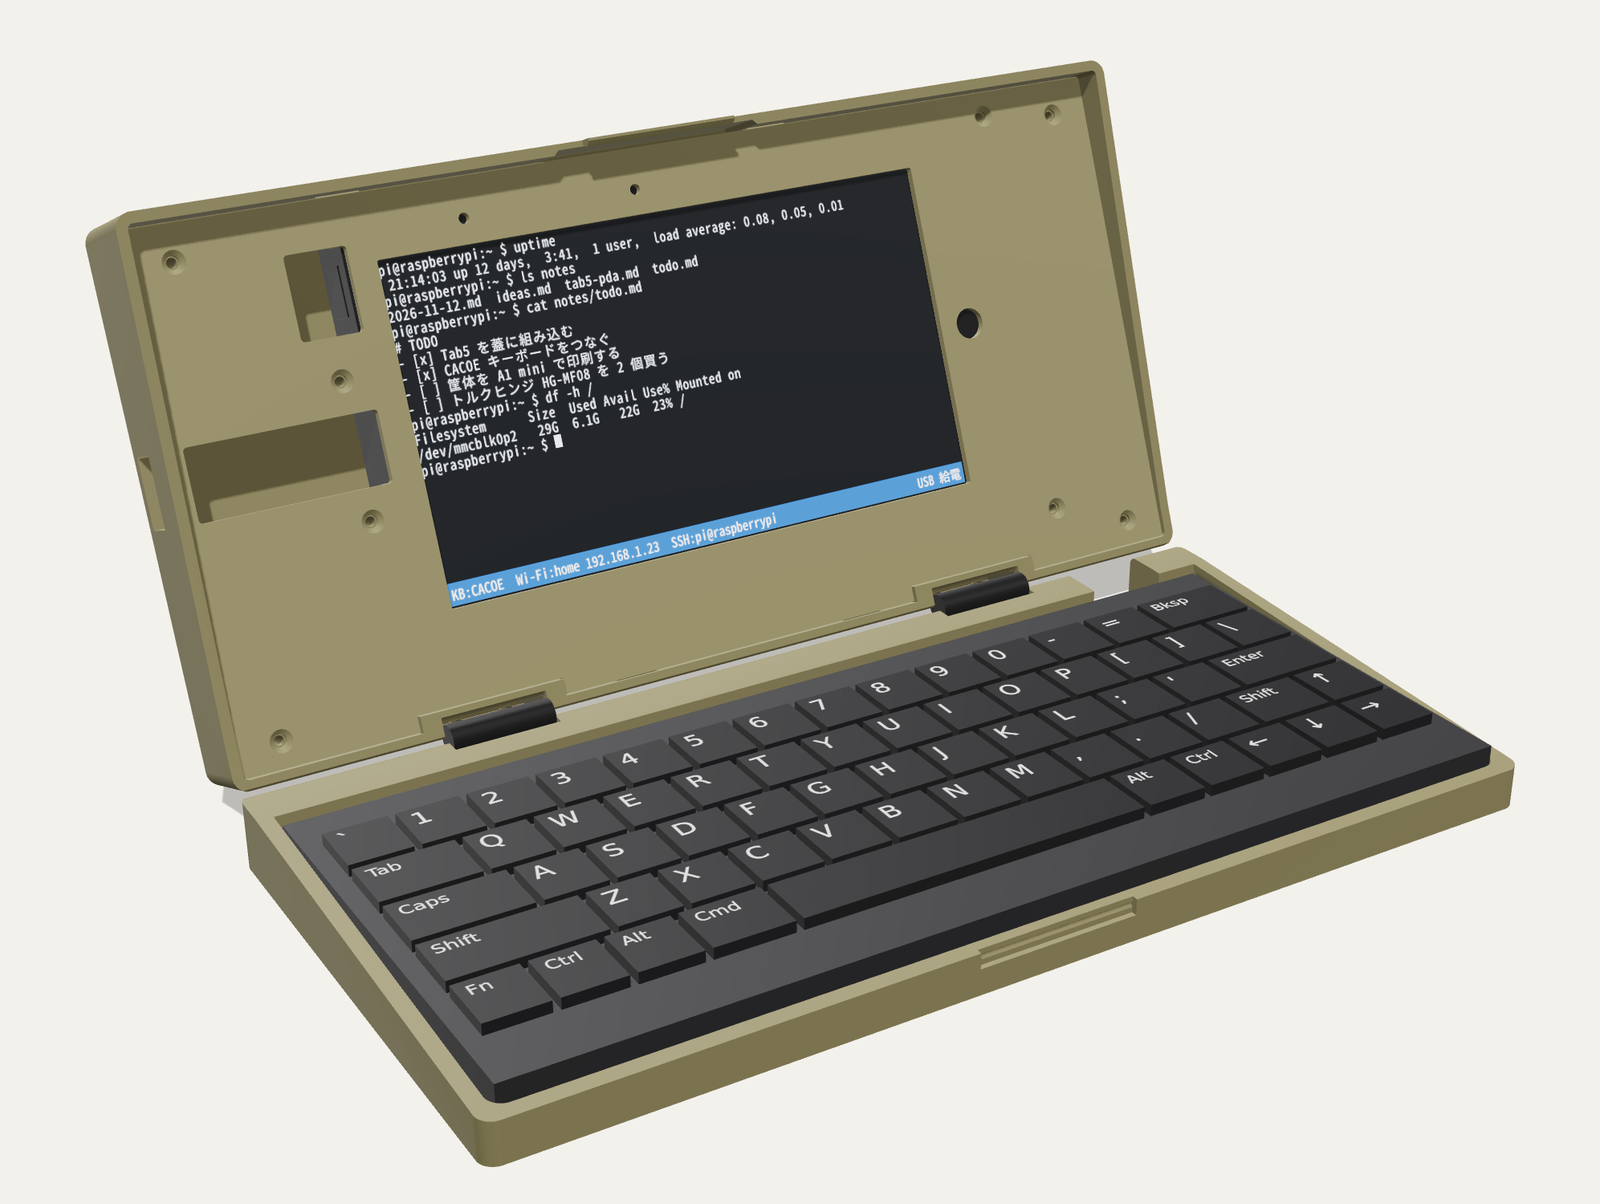 pi@raspberrypi:~ $ uptime
21:14:03 up 12 days,  3:41,  1 user,  load average: 0.08, 0.05, 0.01
pi@raspberrypi:~ $ ls notes
2026-11-12.md  ideas.md  tab5-pda.md  todo.md
pi@raspberrypi:~ $ cat notes/todo.md
# TODO
- [x] Tab5 を蓋に組み込む
- [x] CACOE キーボードをつなぐ
- [ ] 筐体を A1 mini で印刷する
- [ ] トルクヒンジ HG-MF08 を 2 個買う
pi@raspberrypi:~ $ df -h /
Filesystem      Size  Used Avail Use% Mounted on
/dev/mmcblk0p2   29G  6.1G   22G  23% /
pi@raspberrypi:~ $
KB:CACOE  Wi-Fi:home 192.168.1.23  SSH:pi@raspberrypi  USB 給電
` 1 2 3 4 5 6 7 8 9 0 - = Bksp
Tab Q W E R T Y U I O P [ ] \
Caps A S D F G H J K L ; ' Enter
Shift Z X C V B N M , . / Shift ↑
Fn Ctrl Alt Cmd Alt Ctrl ← ↓ →